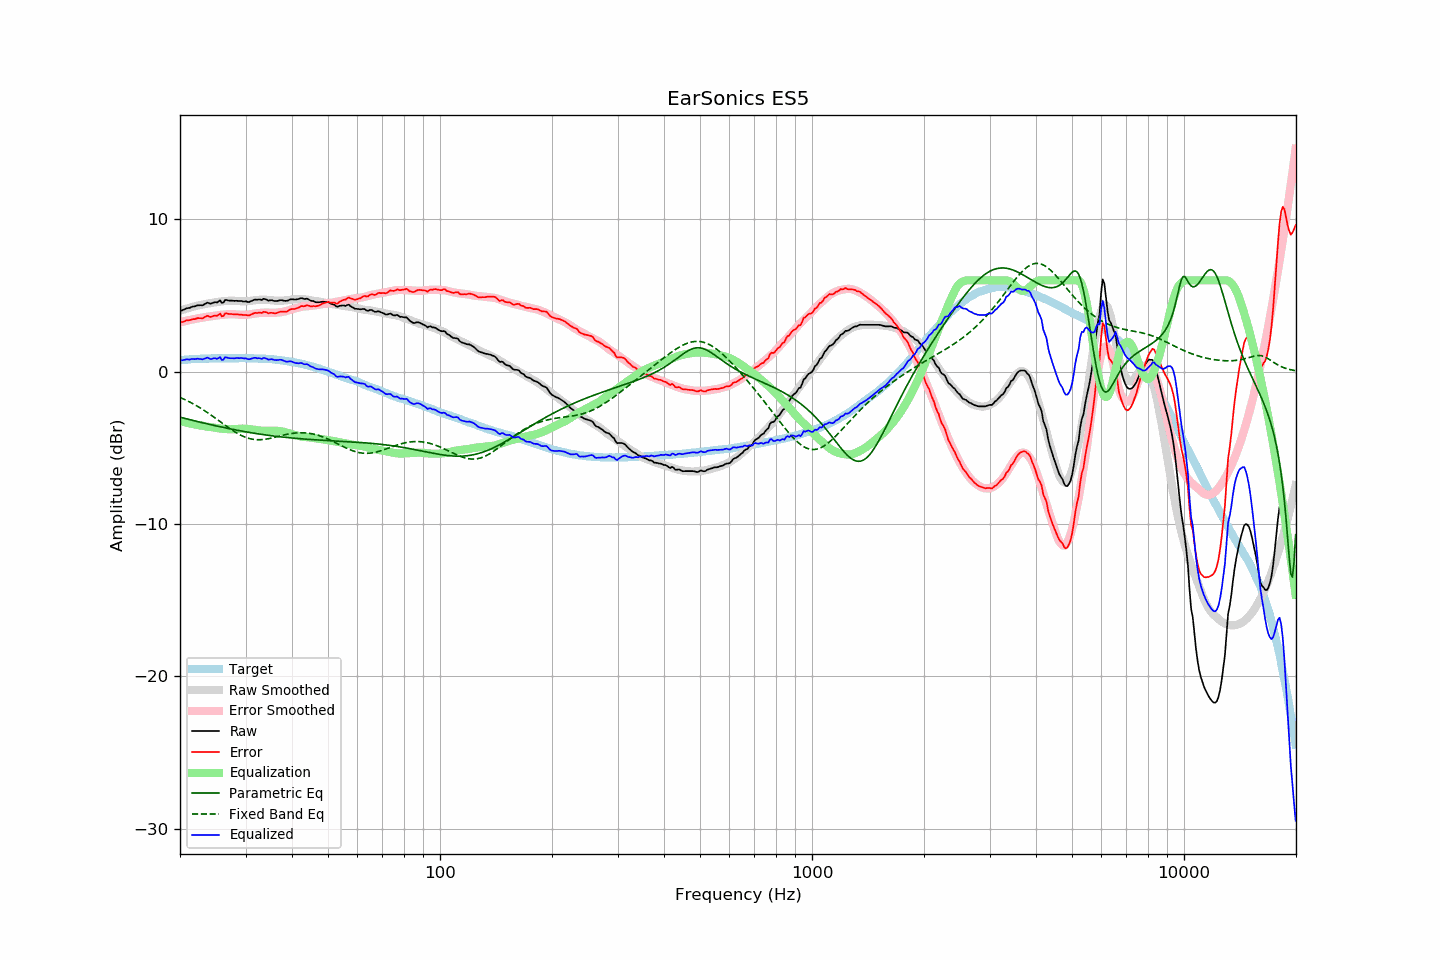 EarSonics ES5
Amplitude (dBr)
10
0
−10
−20
−30
Target
Raw Smoothed
Error Smoothed
Raw
Error
Equalization
Parametric Eq
Fixed Band Eq
Equalized
100
1000
10000
Frequency (Hz)